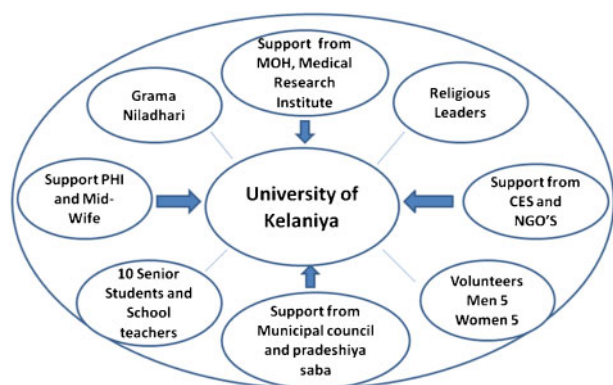 Support from
MOH, Medical
Research
Institute
Grama
Niladhari
Religious
Leaders
Support PHI
and Mid-
Wife
University of
Kelaniya
Support from
CES and
NGO'S
10 Senior
Students and
School
teachers
Support from
Municipal council
and pradeshiya
saba
Volunteers
Men 5
Women 5